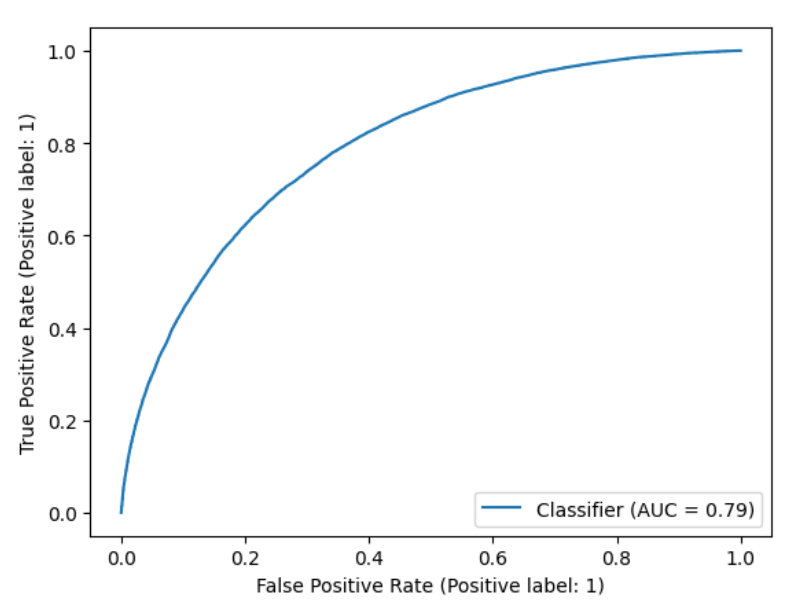 1.0
0.8
0.6
0.4
0.2
0.0
True Positive Rate (Positive label: 1)
Classifier (AUC = 0.79)
0.0 0.2 0.4 0.6 0.8 1.0
False Positive Rate (Positive label: 1)